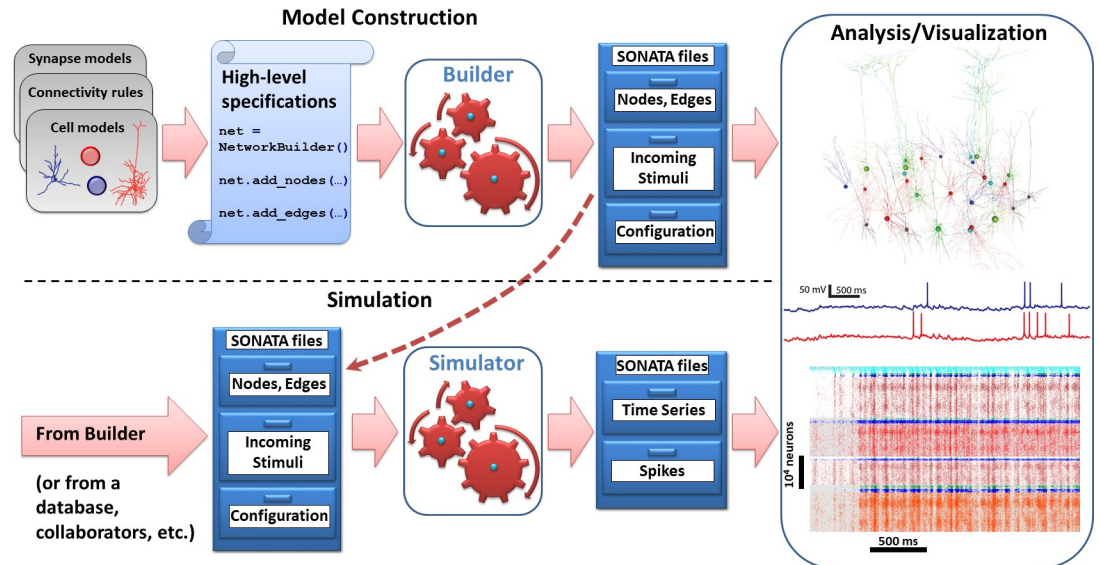 Model Construction
Synapse models
Connectivity rules
Cell models
High-level
specifications
net =
NetworkBuilder()
net.add_nodes(…)
net.add_edges(…)
Builder
SONATA files
Nodes, Edges
Incoming
Stimuli
Configuration
Analysis/Visualization
50 mV
500 ms
10⁴ neurons
500 ms
Simulation
From Builder
(or from a
database,
collaborators, etc.)
SONATA files
Nodes, Edges
Incoming
Stimuli
Configuration
Simulator
SONATA files
Time Series
Spikes